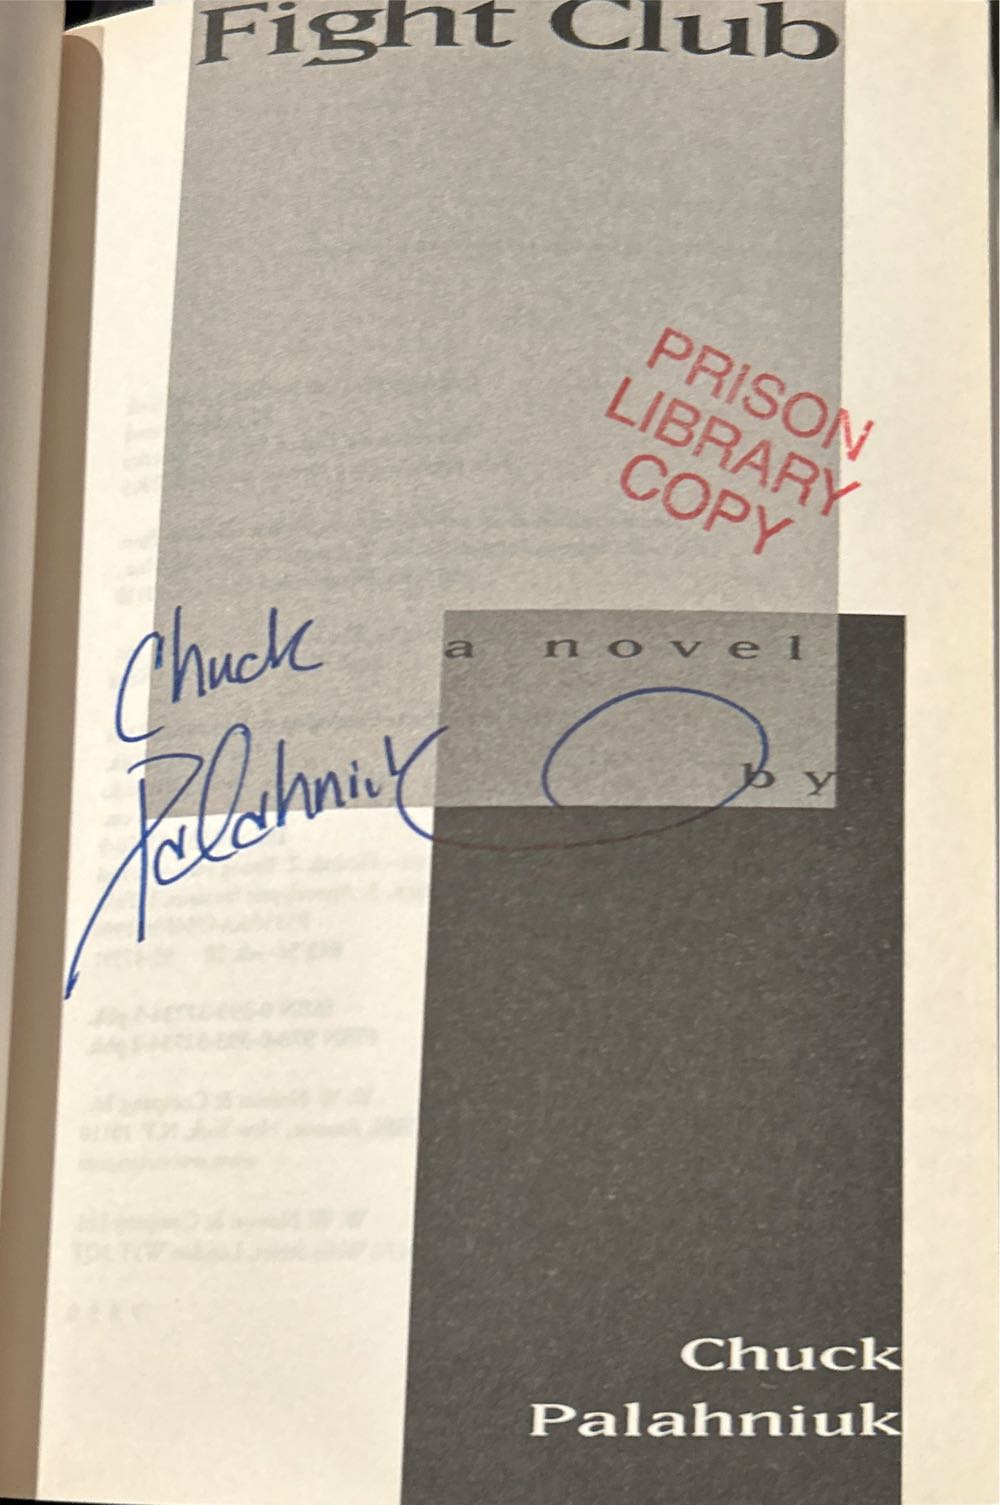 Fight Club
PRISON
LIBRARY
COPY
a novel
by
Chuck
Palahniuk
Chuck
Palahniuk